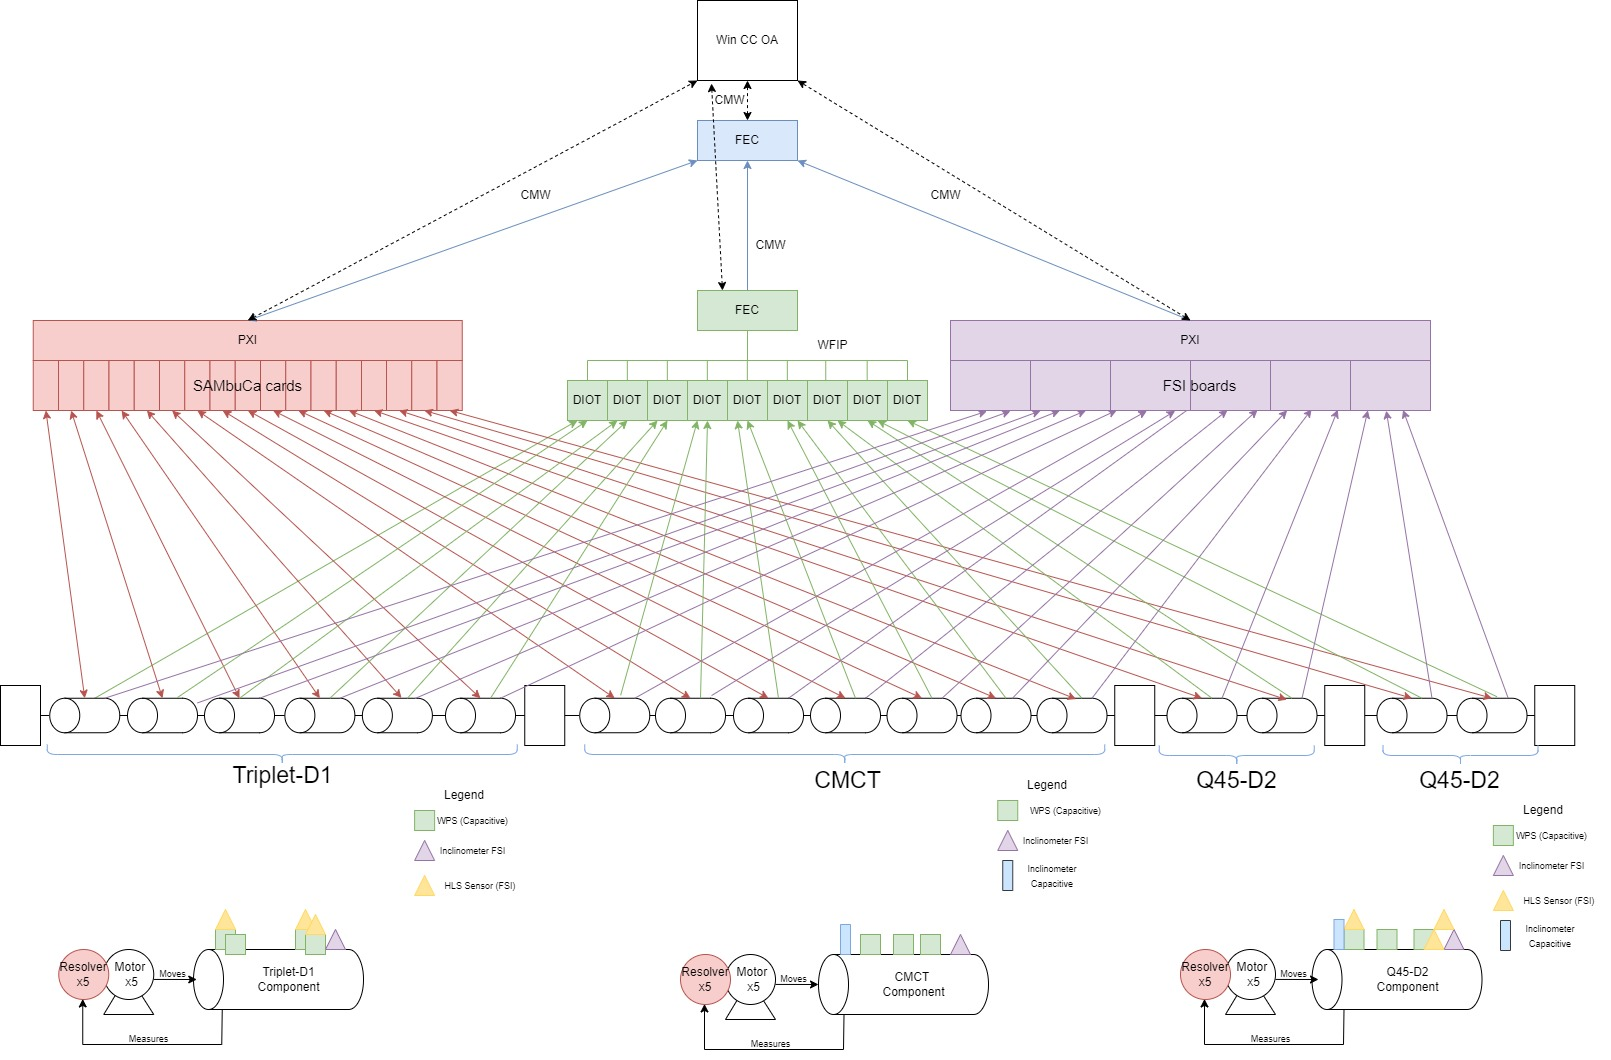 Win CC OA
CMW
FEC
CMW
CMW
CMW
FEC
PXI
WFIP
PXI
SAMbuCa cards
DIOT DIOT DIOT DIOT DIOT DIOT DIOT DIOT DIOT
FSI boards
Triplet-D1
CMCT
Q45-D2
Q45-D2
Legend
WPS (Capacitive)
Inclinometer FSI
HLS Sensor (FSI)
Legend
WPS (Capacitive)
Inclinometer FSI
Inclinometer
Capacitive
Legend
WPS (Capacitive)
Inclinometer FSI
HLS Sensor (FSI)
Inclinometer
Capacitive
Resolver
x5
Motor
x5
Moves
Triplet-D1
Component
Measures
Resolver
x5
Motor
x5
Moves
CMCT
Component
Measures
Resolver
x5
Motor
x5
Moves
Q45-D2
Component
Measures